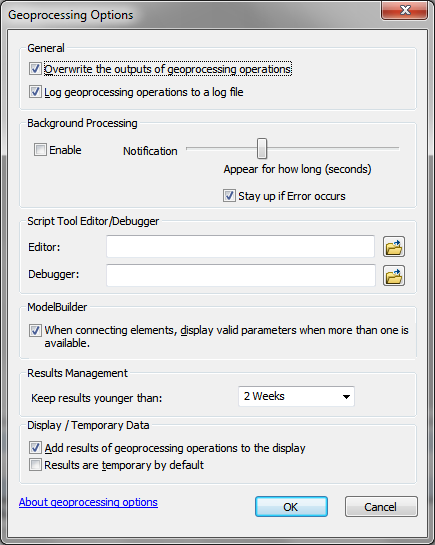 Geoprocessing Options
General
Overwrite the outputs of geoprocessing operations
Log geoprocessing operations to a log file
Background Processing
Enable
Notification
Appear for how long (seconds)
Stay up if Error occurs
Script Tool Editor/Debugger
Editor:
Debugger:
ModelBuilder
When connecting elements, display valid parameters when more than one is
available.
Results Management
Keep results younger than:
2 Weeks
Display / Temporary Data
Add results of geoprocessing operations to the display
Results are temporary by default
About geoprocessing options
OK
Cancel